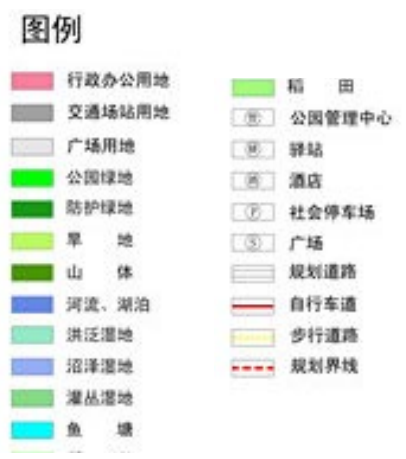 图例
行政办公用地
交通场站用地
广场用地
公园绿地
防护绿地
旱 地
山 体
河流、湖泊
洪泛湿地
沼泽湿地
灌丛湿地
鱼 塘
稻 田
公园管理中心
驿站
酒店
Ⓟ 社会停车场
Ⓢ 广场
规划道路
自行车道
步行道路
规划界线